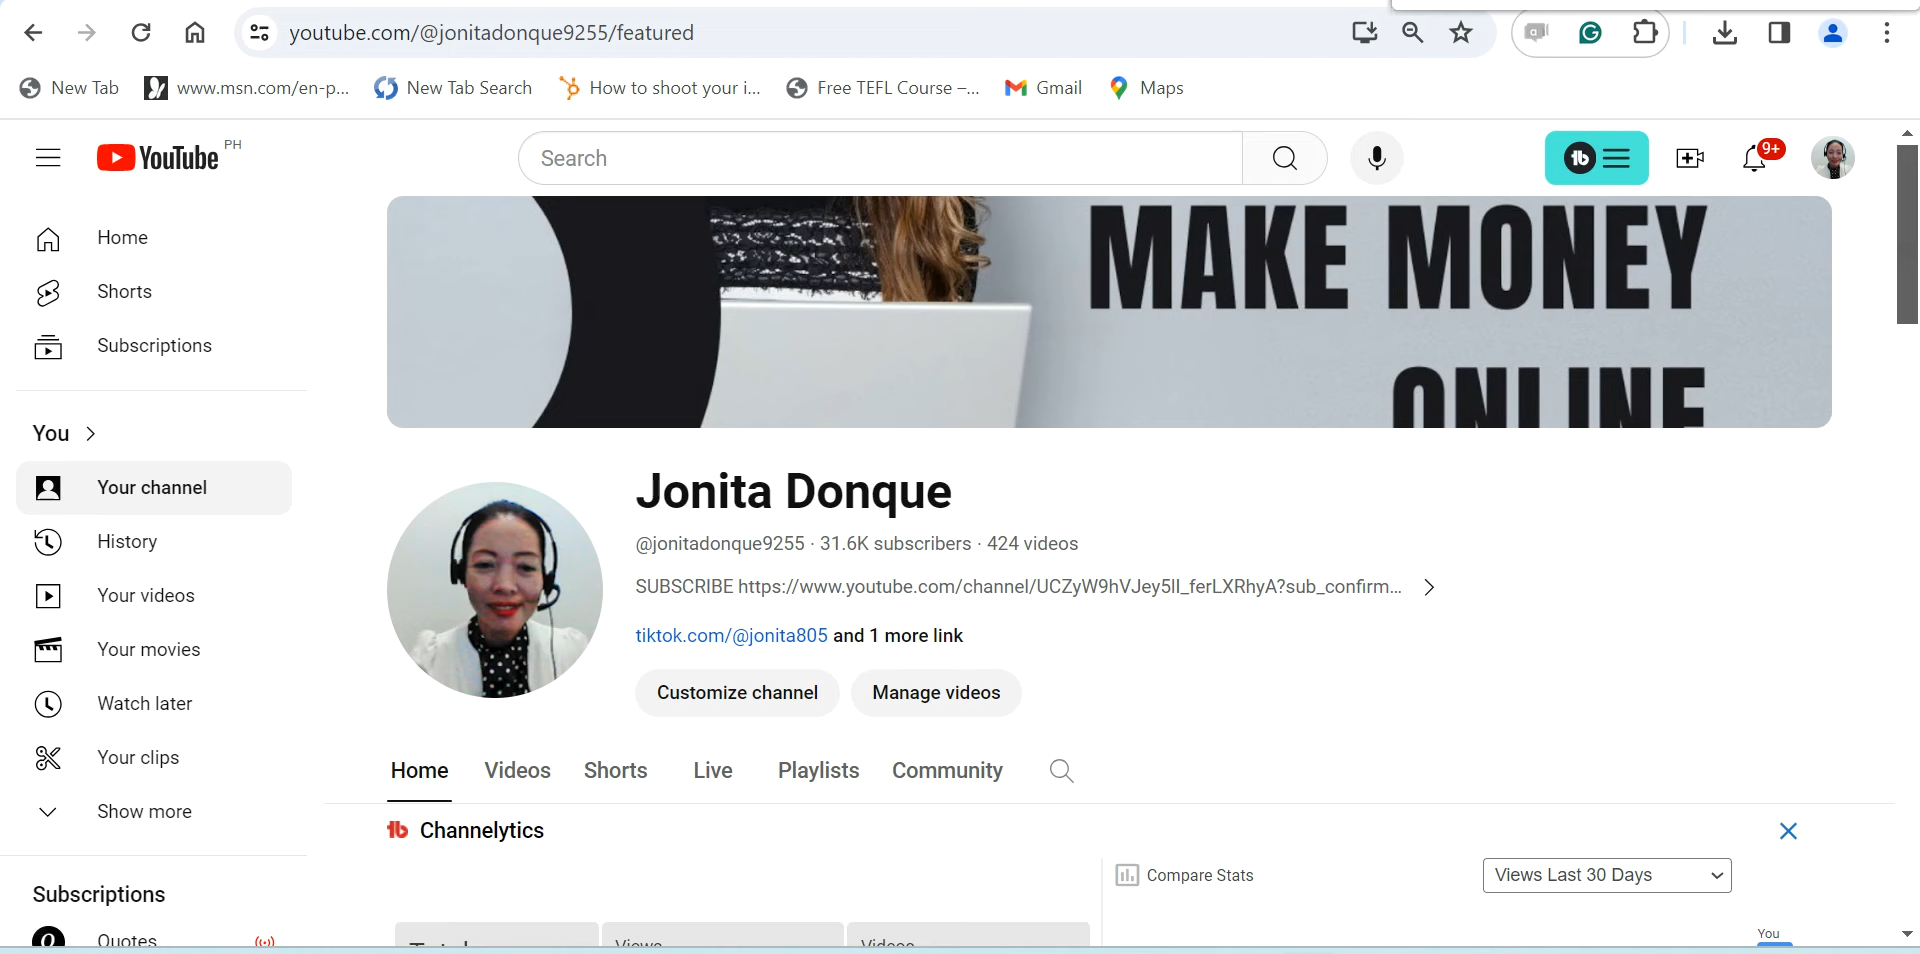 youtube.com/@jonitadonque9255/featured
New Tab
www.msn.com/en-p...
New Tab Search
How to shoot your i...
Free TEFL Course –...
Gmail
Maps
YouTube PH
Search
9+
Home
Shorts
Subscriptions
You
Your channel
History
Your videos
Your movies
Watch later
Your clips
Show more
Subscriptions
Quotes
MAKE MONEY
ONLINE
Jonita Donque
@jonitadonque9255 · 31.6K subscribers · 424 videos
SUBSCRIBE https://www.youtube.com/channel/UCZyW9hVJey5lI_ferLXRhyA?sub_confirm...
tiktok.com/@jonita805 and 1 more link
Customize channel
Manage videos
Home
Videos
Shorts
Live
Playlists
Community
Channelytics
Compare Stats
Views Last 30 Days
Views
Videos
You